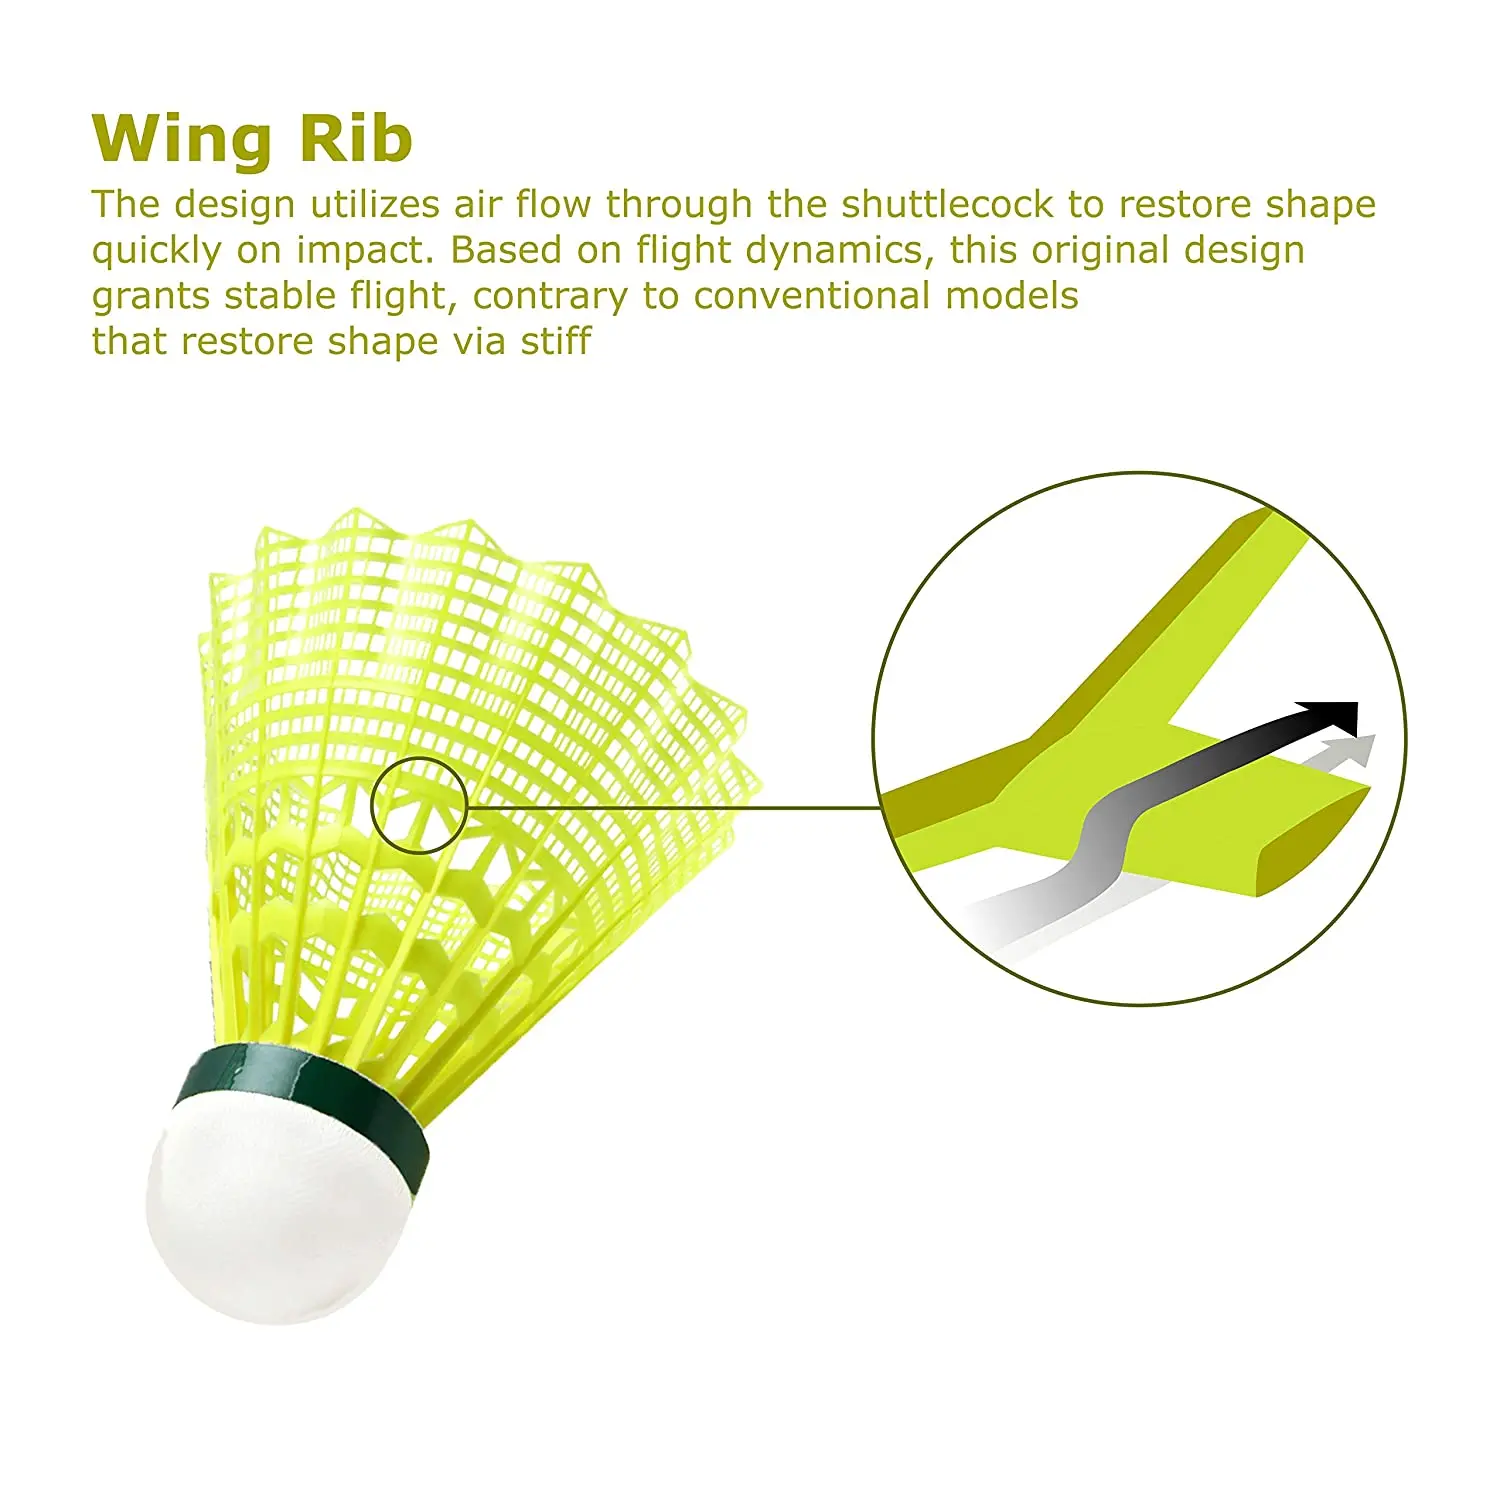 Wing Rib
The design utilizes air flow through the shuttlecock to restore shape
quickly on impact. Based on flight dynamics, this original design
grants stable flight, contrary to conventional models
that restore shape via stiff